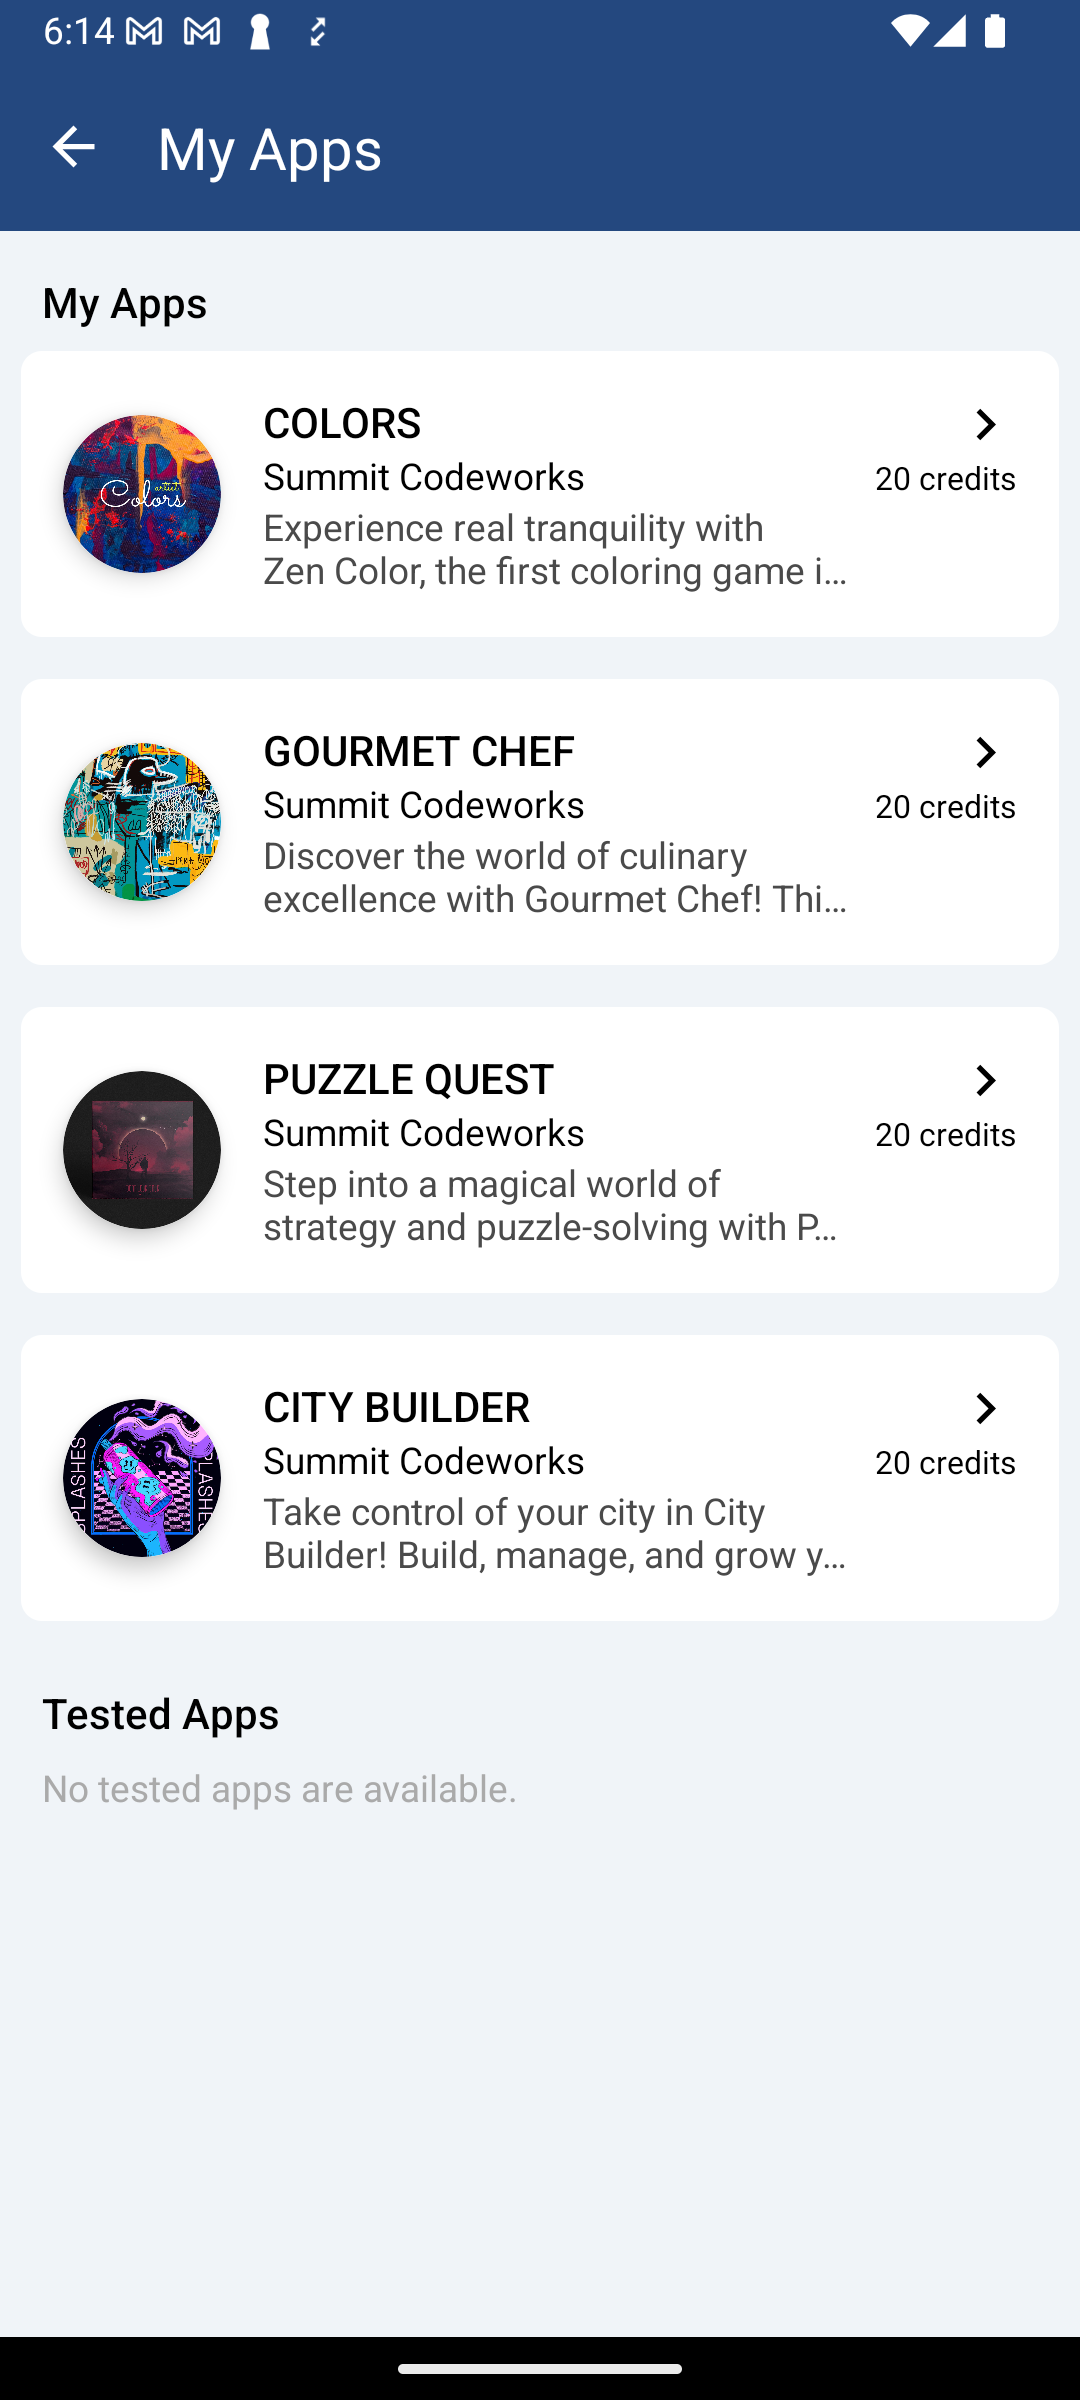 6:14
My Apps
My Apps
COLORS
Summit Codeworks
20 credits
Experience real tranquility with
Zen Color, the first coloring game i...
artist
Colors
GOURMET CHEF
Summit Codeworks
20 credits
Discover the world of culinary
excellence with Gourmet Chef! Thi...
PUZZLE QUEST
Summit Codeworks
20 credits
Step into a magical world of
strategy and puzzle-solving with P...
CITY BUILDER
Summit Codeworks
20 credits
Take control of your city in City
Builder! Build, manage, and grow y...
Tested Apps
No tested apps are available.